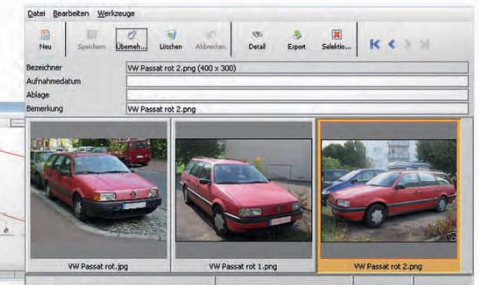 Datei Bearbeiten Werkzeuge
Neu Speichern Überneh... Löschen Abbrechen Detail Export Selektio...
Bezeichner VW Passat rot 2.png (400 x 300)
Aufnahmedatum
Ablage
Bemerkung VW Passat rot 2.png
VW Passat rot.jpg VW Passat rot 1.png VW Passat rot 2.png